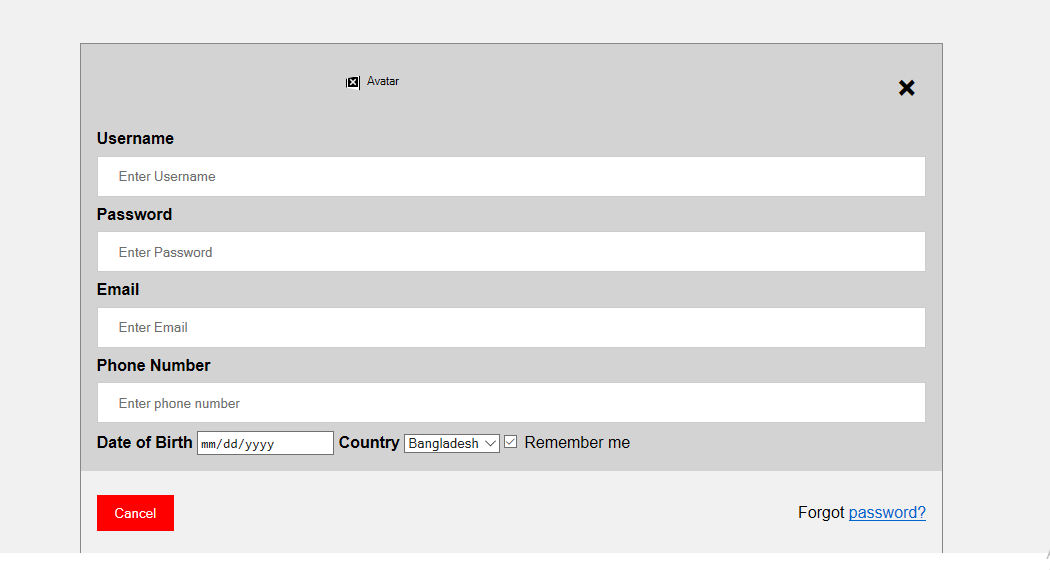 Avatar
Username
Enter Username
Password
Enter Password
Email
Enter Email
Phone Number
Enter phone number
Date of Birth mm/dd/yyyy Country Bangladesh Remember me
Cancel Forgot password?